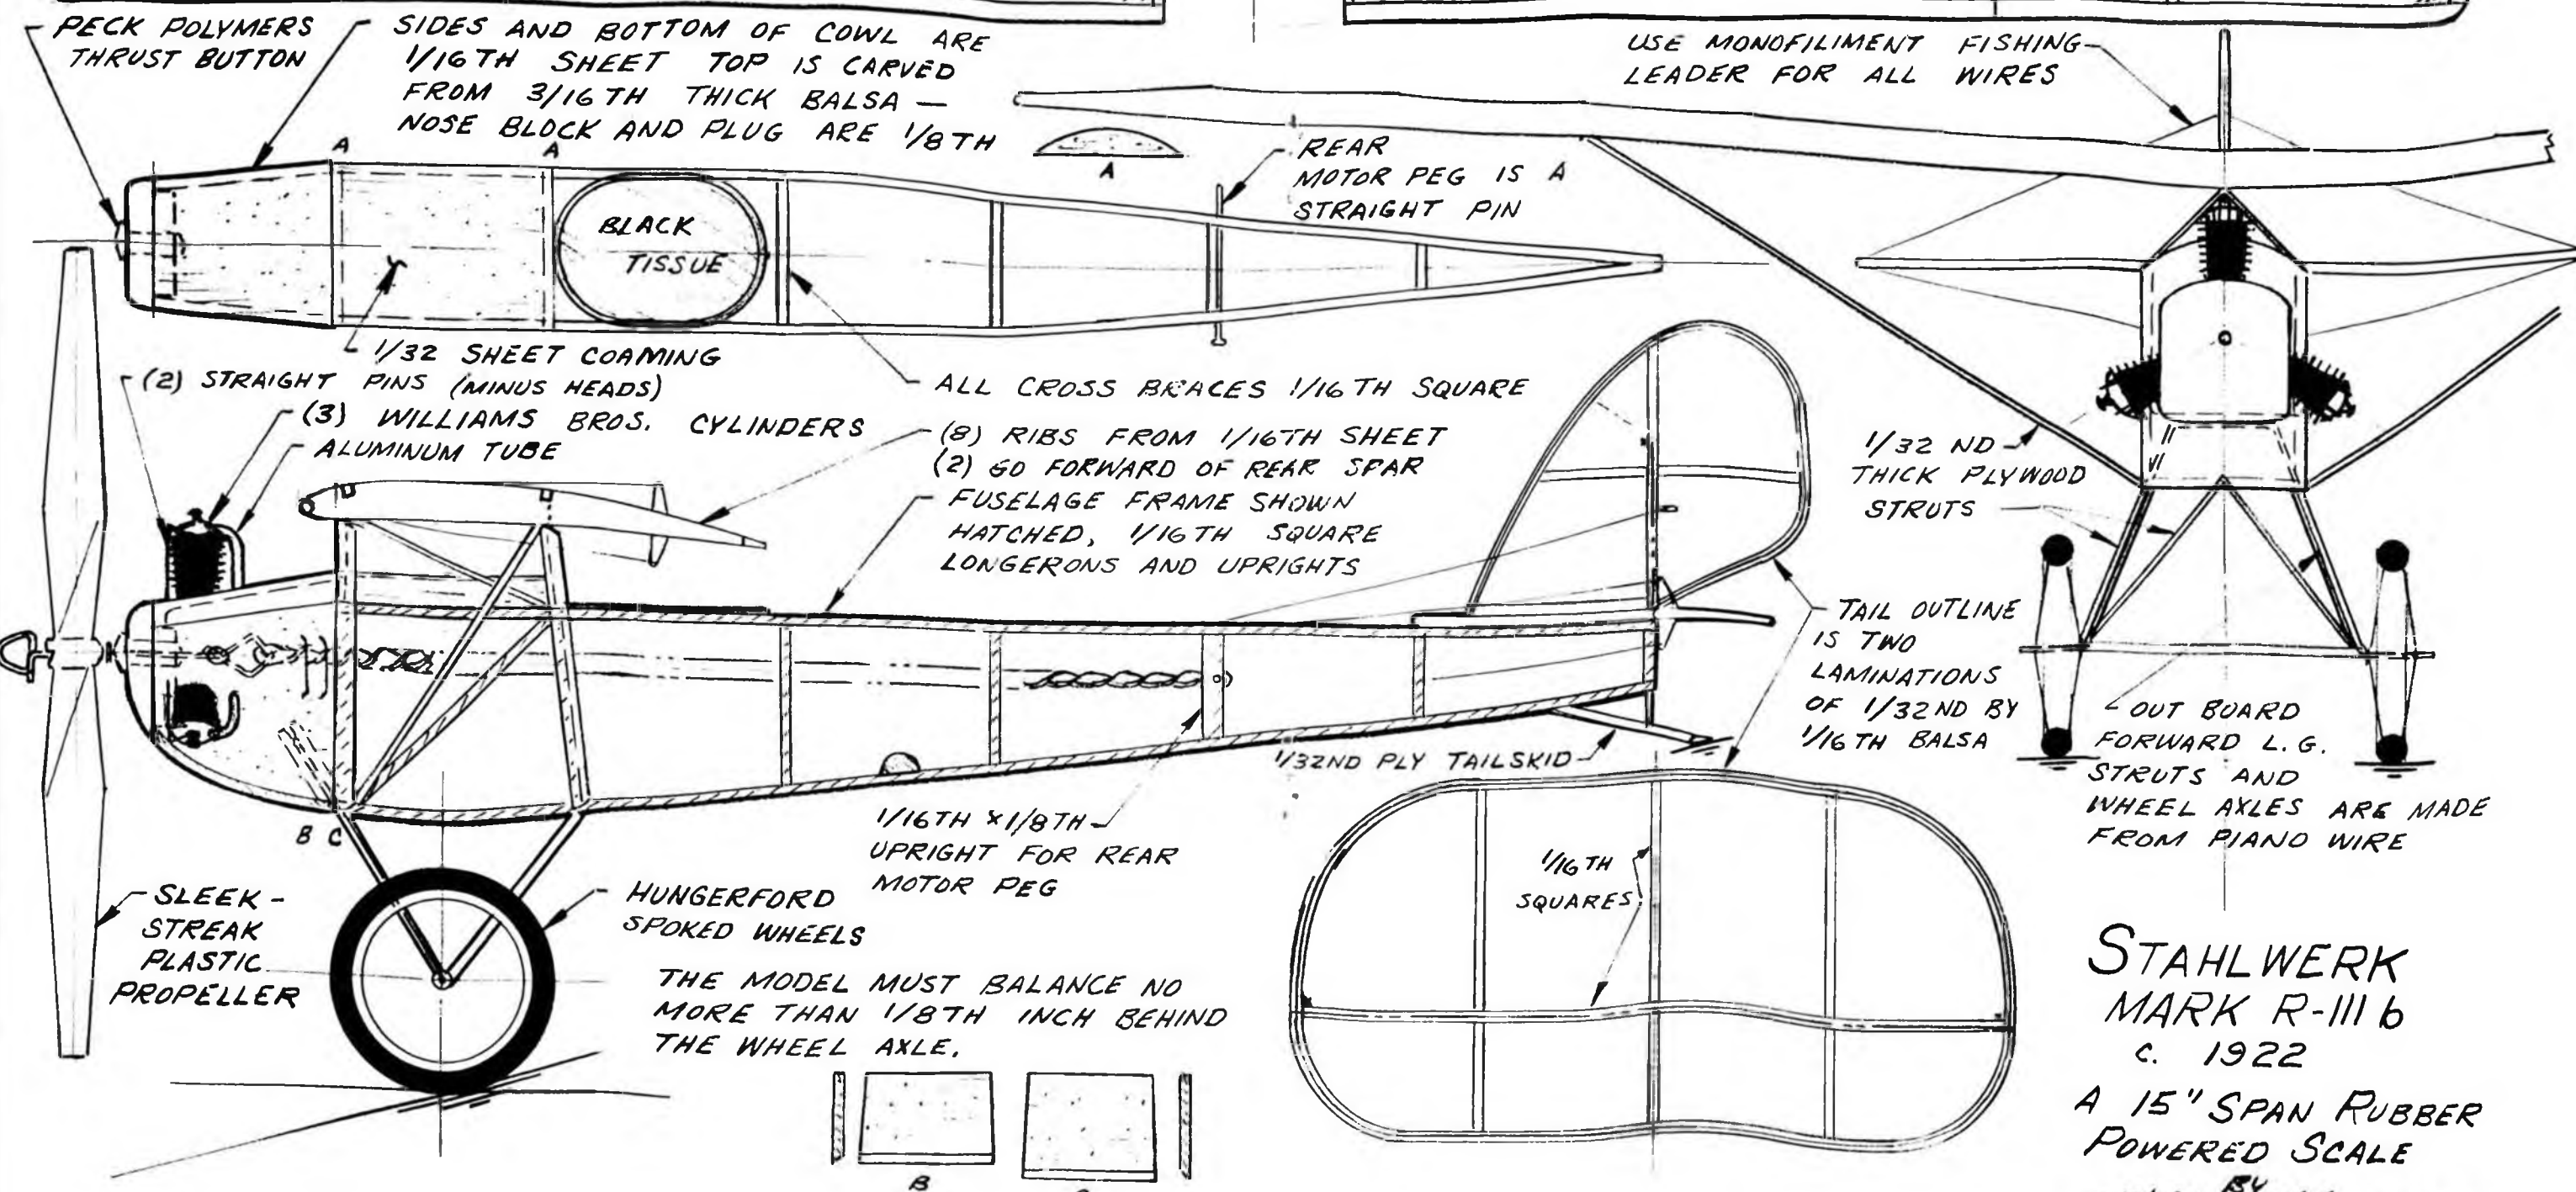 PECK POLYMERS
THRUST BUTTON
SIDES AND BOTTOM OF COWL ARE
1/16TH SHEET TOP IS CARVED
FROM 3/16TH THICK BALSA —
NOSE BLOCK AND PLUG ARE 1/8TH
USE MONOFILIMENT FISHING
LEADER FOR ALL WIRES
A
A
A
REAR
MOTOR PEG IS A
STRAIGHT PIN
BLACK
TISSUE
1/32 SHEET COAMING
(2) STRAIGHT PINS (MINUS HEADS)
(3) WILLIAMS BROS. CYLINDERS
ALUMINUM TUBE
ALL CROSS BRACES 1/16TH SQUARE
(8) RIBS FROM 1/16TH SHEET
(2) GO FORWARD OF REAR SPAR
FUSELAGE FRAME SHOWN
HATCHED, 1/16TH SQUARE
LONGERONS AND UPRIGHTS
1/32 ND
THICK PLYWOOD
STRUTS
TAIL OUTLINE
IS TWO
LAMINATIONS
OF 1/32ND BY
1/16TH BALSA
OUT BOARD
FORWARD L.G.
STRUTS AND
WHEEL AXLES ARE MADE
FROM PIANO WIRE
1/32ND PLY TAILSKID
B C
1/16TH X 1/8TH
UPRIGHT FOR REAR
MOTOR PEG
1/16TH
SQUARES
SLEEK-
STREAK
PLASTIC
PROPELLER
HUNGERFORD
SPOKED WHEELS
THE MODEL MUST BALANCE NO
MORE THAN 1/8TH INCH BEHIND
THE WHEEL AXLE.
B
STAHLWERK
MARK R-III b
c. 1922
A 15" SPAN RUBBER
POWERED SCALE
BY